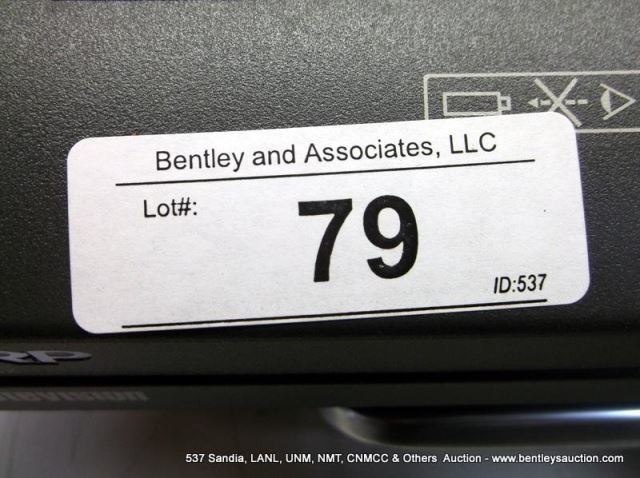 Bentley and Associates, LLC
Lot#:
79
ID:537
537 Sandia, LANL, UNM, NMT, CNMCC & Others Auction - www.bentleysauction.com